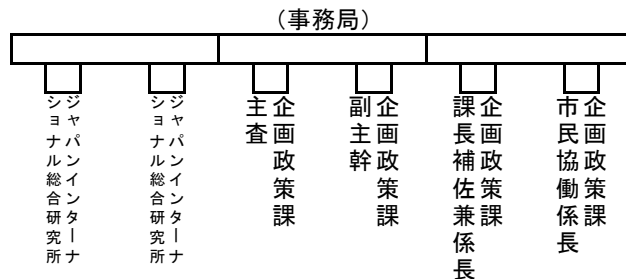 (事務局)
企画政策課
市民協働係長
企画政策課
課長補佐兼係長
企画政策課
副主幹
企画政策課
主査
ジャパンインターナ
ショナル総合研究所
ジャパンインターナ
ショナル総合研究所